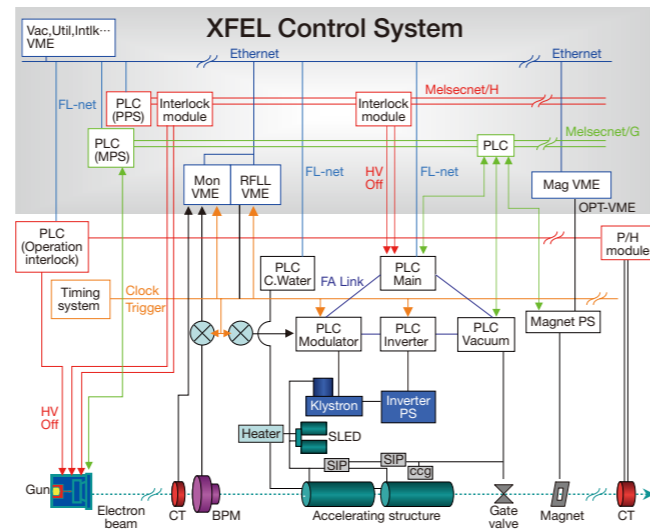 XFEL Control System
Vac,Util,Intlk···
VME
Ethernet
FL-net
PLC
(PPS)
Interlock
module
Interlock
module
Melsecnet/H
PLC
(MPS)
PLC
Melsecnet/G
Mon
VME
RFLL
VME
FL-net
HV
Off
FL-net
Mag VME
OPT-VME
PLC
(Operation
interlock)
P/H
module
PLC
C.Water
PLC
Main
FA Link
Timing
system
Clock
Trigger
PLC
Modulator
PLC
Inverter
PLC
Vacuum
Magnet PS
Klystron
Inverter
PS
HV
Off
Heater
SLED
SIP
SIP
ccg
Gun
Electron
beam
CT
BPM
Accelerating structure
Gate
valve
Magnet
CT